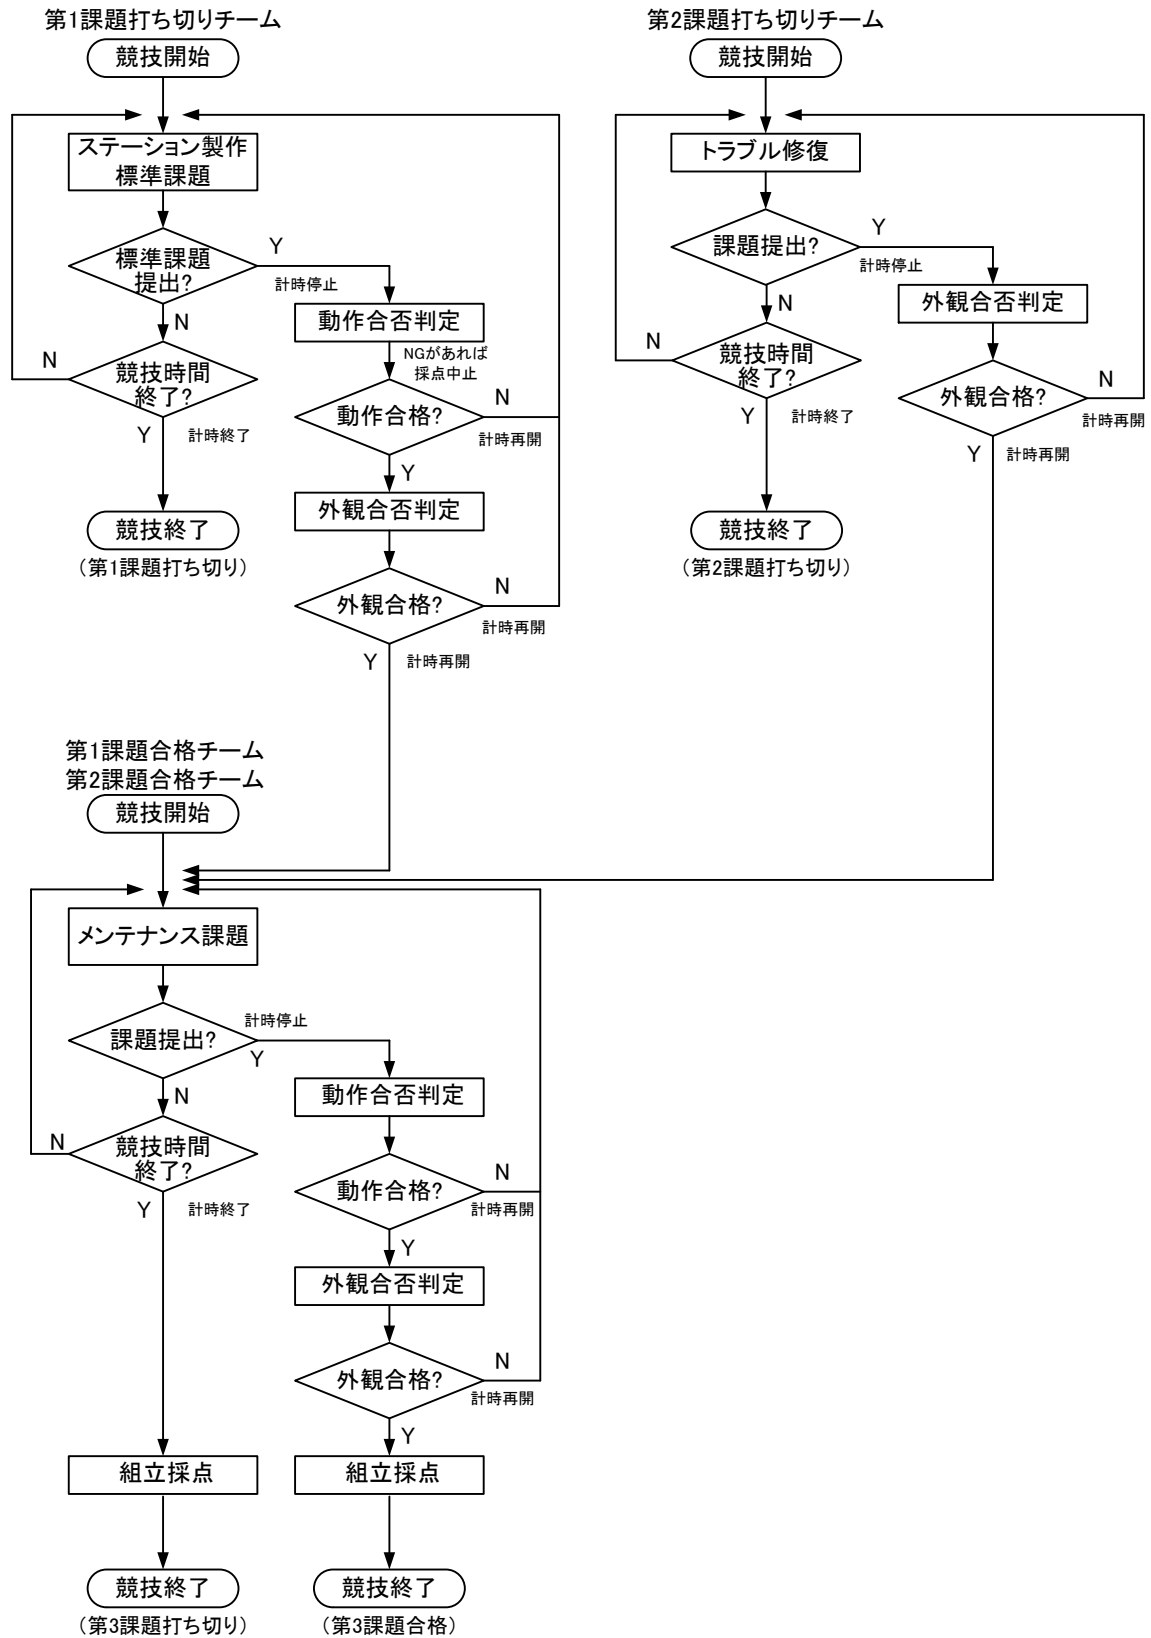 第1課題打ち切りチーム
競技開始
ステーション製作
標準課題
標準課題
提出?
Y
計時停止
N
競技時間
終了?
N
Y
計時終了
競技終了
(第1課題打ち切り)
動作合否判定
NGがあれば
採点中止
動作合格?
N
計時再開
Y
外観合否判定
外観合格?
N
計時再開
Y
計時再開
第2課題打ち切りチーム
競技開始
トラブル修復
課題提出?
Y
計時停止
N
競技時間
終了?
N
Y
計時終了
競技終了
(第2課題打ち切り)
外観合否判定
外観合格?
N
計時再開
Y
計時再開
第1課題合格チーム
第2課題合格チーム
競技開始
メンテナンス課題
課題提出?
計時停止
Y
N
競技時間
終了?
N
Y
計時終了
動作合否判定
動作合格?
N
計時再開
Y
外観合否判定
外観合格?
N
計時再開
Y
組立採点
組立採点
競技終了
(第3課題打ち切り)
競技終了
(第3課題合格)